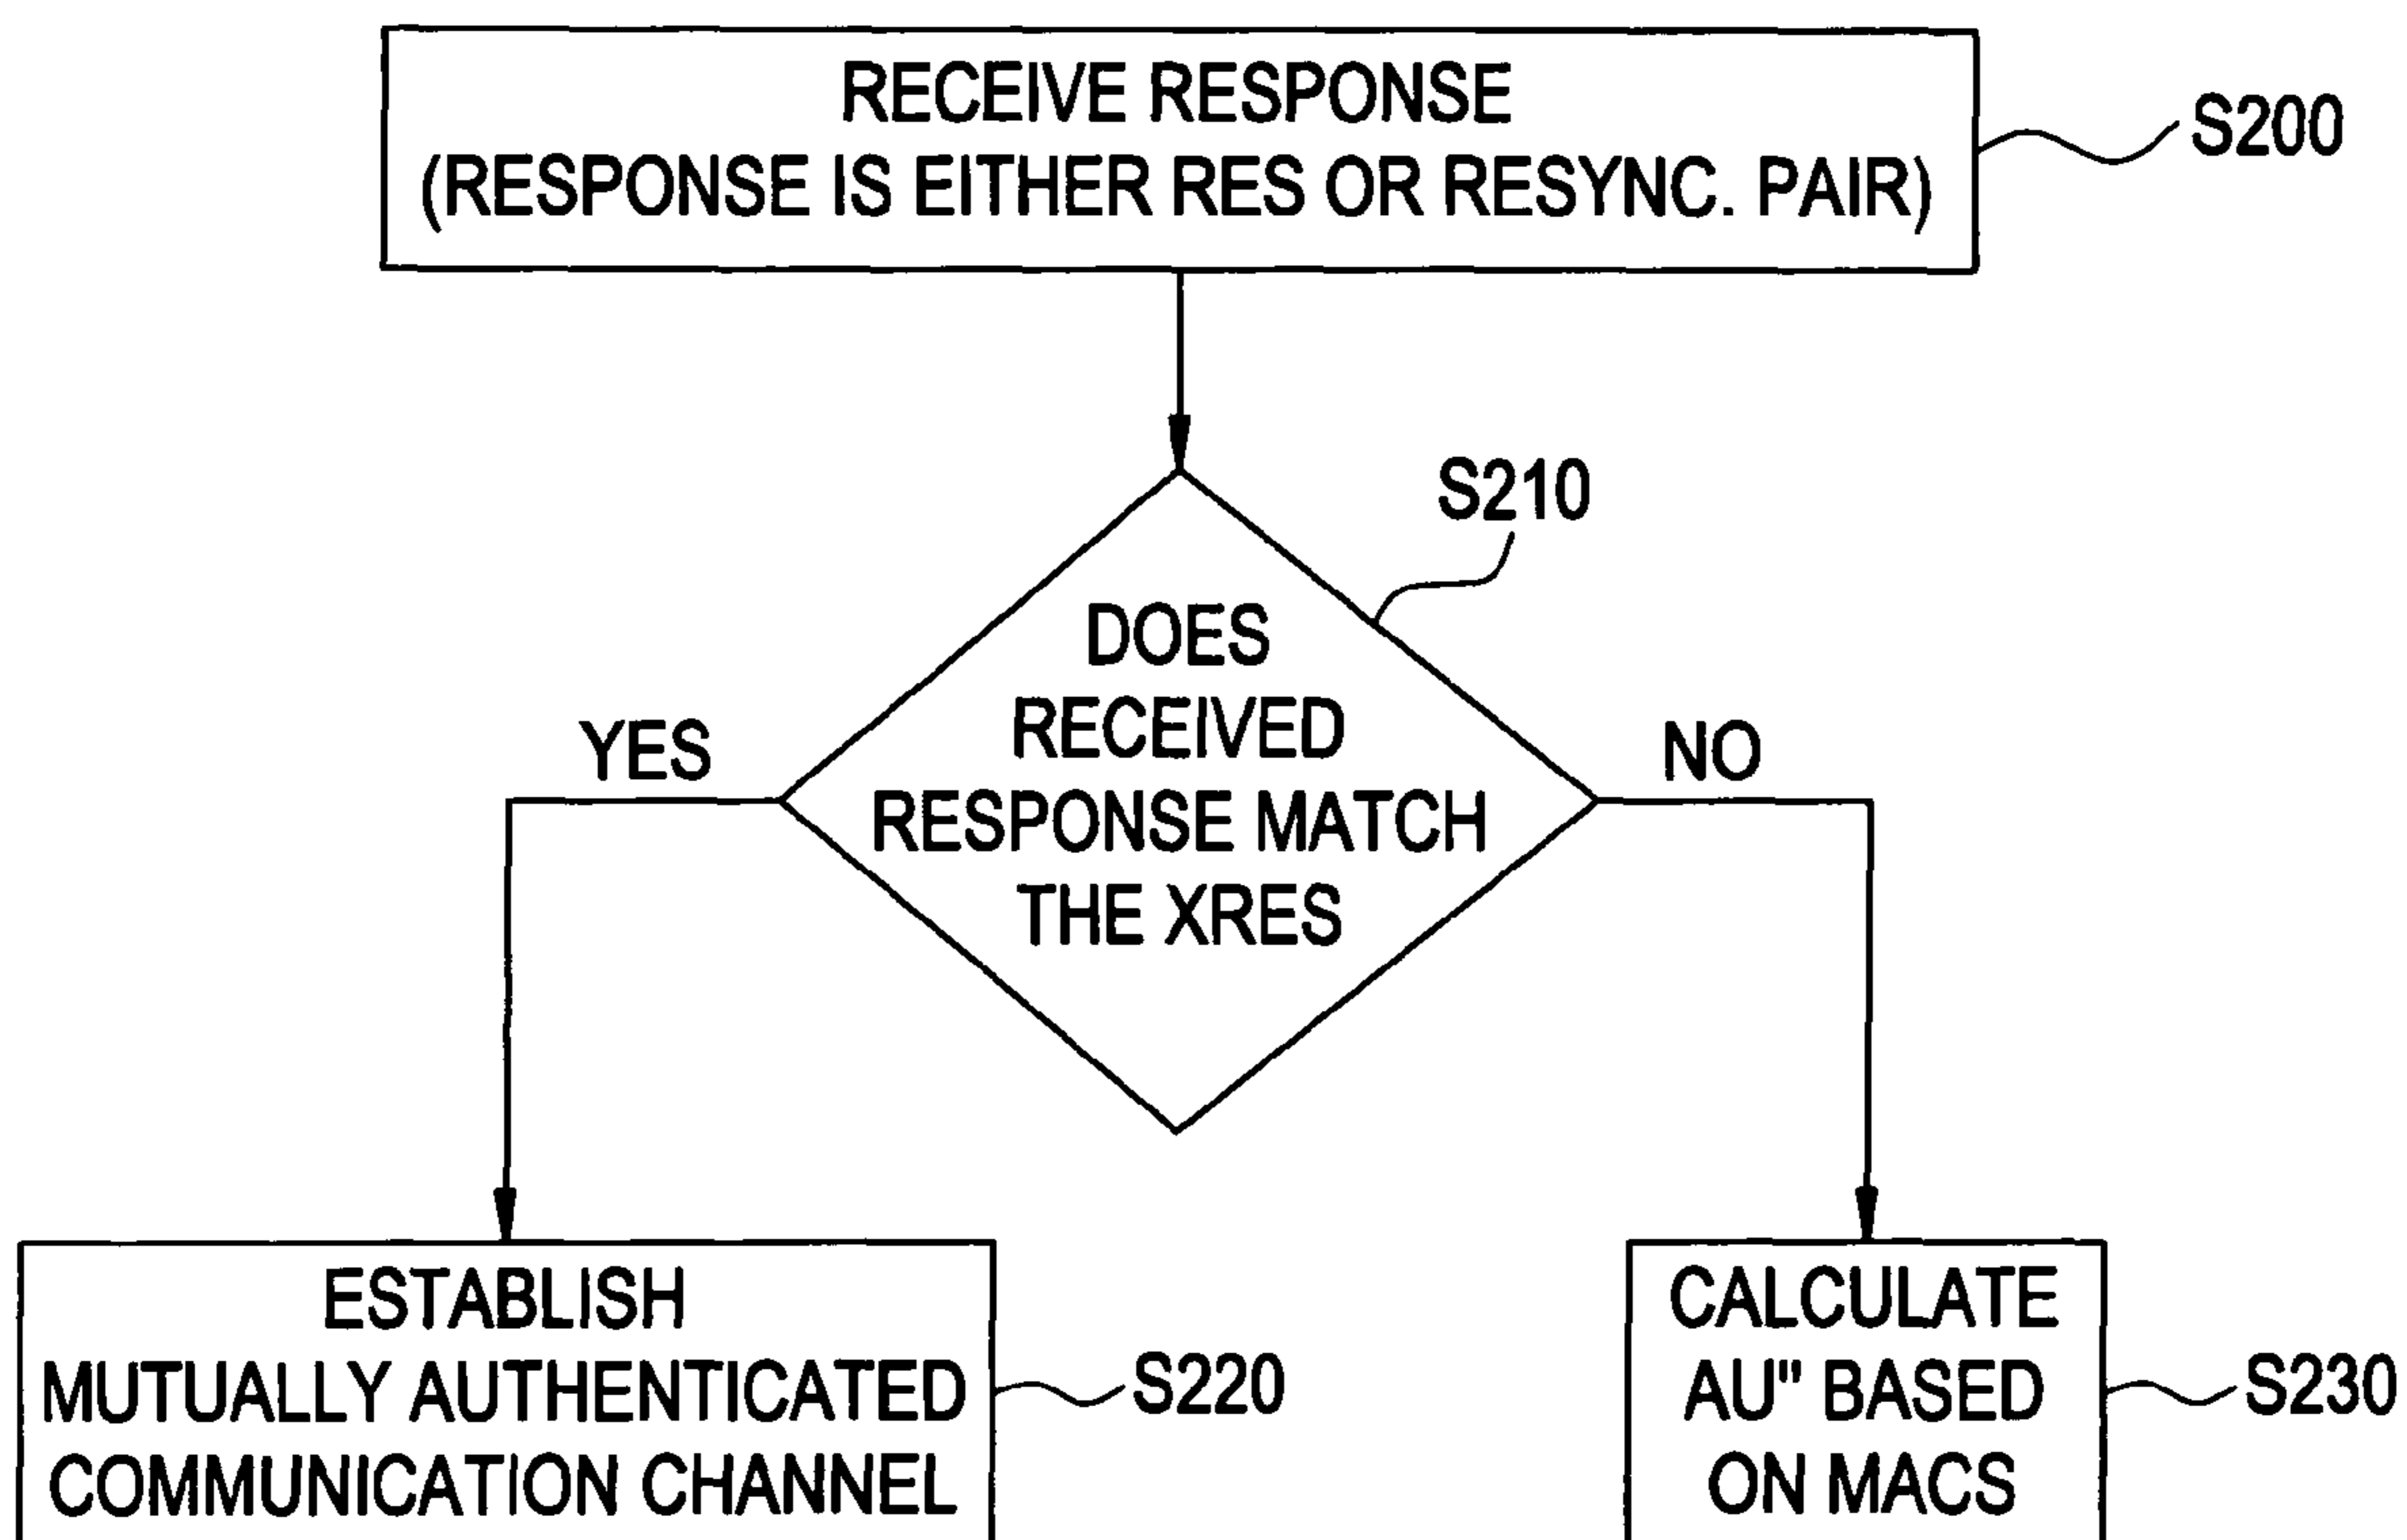 RECEIVE RESPONSE
(RESPONSE IS EITHER RES OR RESYNC. PAIR)
S200
S210
DOES
RECEIVED
RESPONSE MATCH
THE XRES
YES
NO
ESTABLISH
MUTUALLY AUTHENTICATED
COMMUNICATION CHANNEL
S220
CALCULATE
AU" BASED
ON MACS
S230